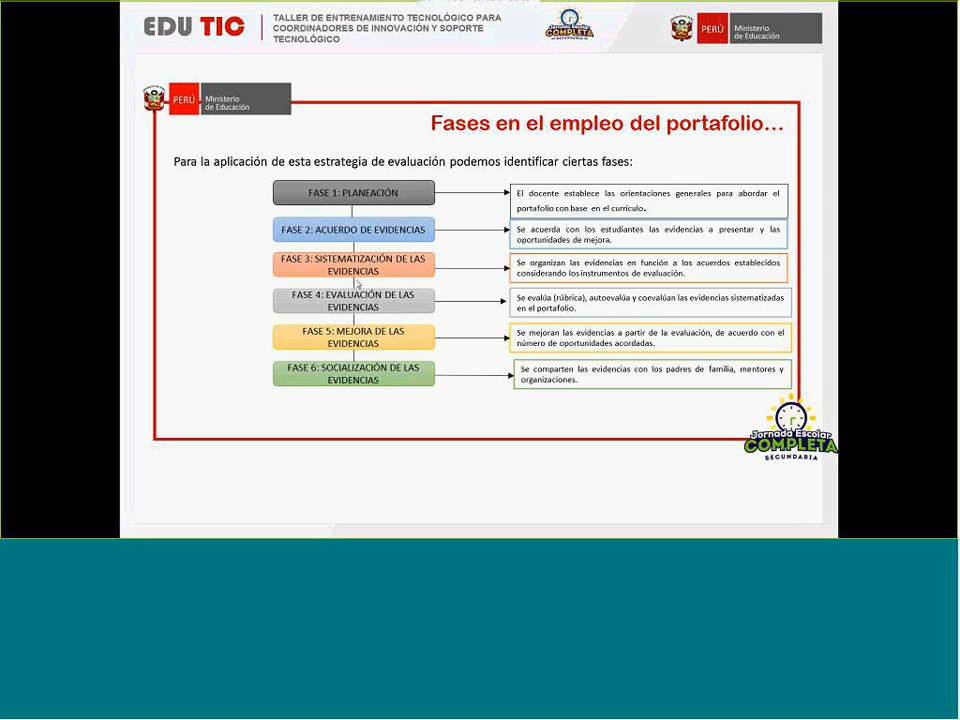 EDU TIC
TALLER DE ENTRENAMIENTO TECNOLÓGICO PARA
COORDINADORES DE INNOVACIÓN Y SOPORTE
TECNOLÓGICO
Jornada Escolar
COMPLETA
SECUNDARIA
PERÚ
Ministerio
de Educación
PERÚ
Ministerio
de Educación
Fases en el empleo del portafolio...
Para la aplicación de esta estrategia de evaluación podemos identificar ciertas fases:
FASE 1: PLANEACIÓN
El docente establece las orientaciones generales para abordar el
portafolio con base en el currículo.
FASE 2: ACUERDO DE EVIDENCIAS
Se acuerda con los estudiantes las evidencias a presentar y las
oportunidades de mejora.
FASE 3: SISTEMATIZACIÓN DE LAS
EVIDENCIAS
Se organizan las evidencias en función a los acuerdos establecidos
considerando los instrumentos de evaluación.
FASE 4: EVALUACIÓN DE LAS
EVIDENCIAS
Se evalúa (rúbrica), autoevalúa y coevalúan las evidencias sistematizadas
en el portafolio.
FASE 5: MEJORA DE LAS
EVIDENCIAS
Se mejoran las evidencias a partir de la evaluación, de acuerdo con el
número de oportunidades acordadas.
FASE 6: SOCIALIZACIÓN DE LAS
EVIDENCIAS
Se comparten las evidencias con los padres de familia, mentores y
organizaciones.
Jornada Escolar
COMPLETA
SECUNDARIA